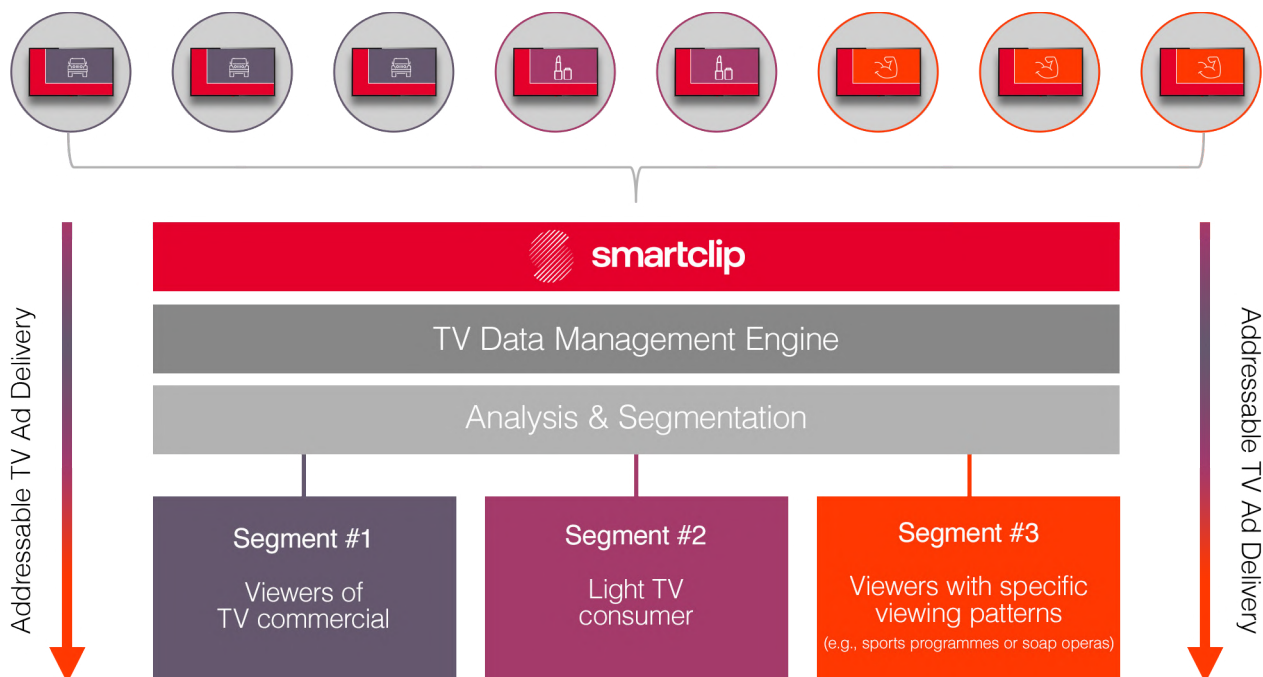 smartclip
TV Data Management Engine
Analysis & Segmentation
Addressable TV Ad Delivery
Addressable TV Ad Delivery
Segment #1
Viewers of
TV commercial
Segment #2
Light TV
consumer
Segment #3
Viewers with specific
viewing patterns
(e.g., sports programmes or soap operas)